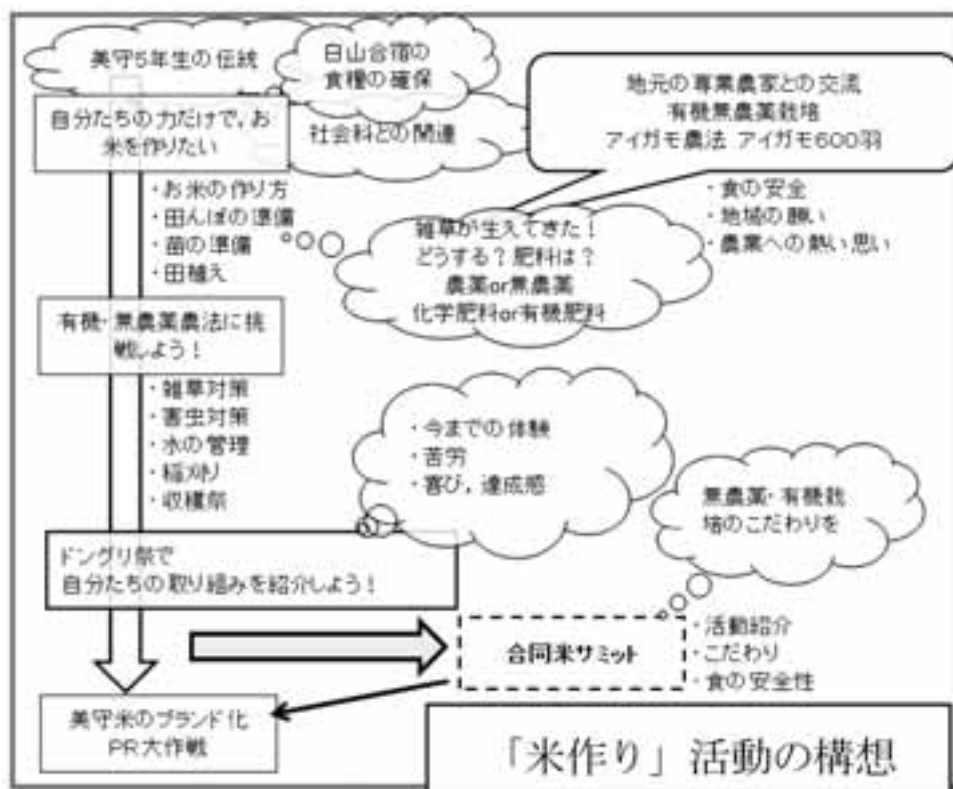 美守5年生の伝統
白山合宿の
食糧の確保
自分たちの力だけで、お
米を作りたい
社会科との関連
地元の専業農家との交流
有機無農薬栽培
アイガモ農法 アイガモ600羽
・お米の作り方
・田んぼの準備
・苗の準備
・田植え
雑草が生えてきた！
どうする？肥料は？
農薬or無農薬
化学肥料or有機肥料
・食の安全
・地域の願い
・農業への熱い思い
有機・無農薬農法に挑
戦しよう！
・雑草対策
・害虫対策
・水の管理
・稲刈り
・収穫祭
・今までの体験
・苦労
・喜び，達成感
無農薬・有機栽
培のこだわりを
ドングリ祭で
自分たちの取り組みを紹介しよう！
合同米サミット
・活動紹介
・こだわり
・食の安全性
美守米のブランド化
PR大作戦
「米作り」活動の構想